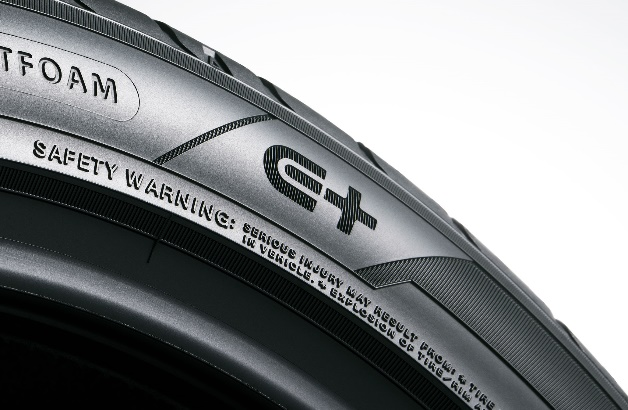 TFOAM
E+
SAFETY WARNING: SERIOUS INJURY MAY RESULT FROM: & TIRE
IN VEHICLE. & EXPLOSION OF TIRE/RIM